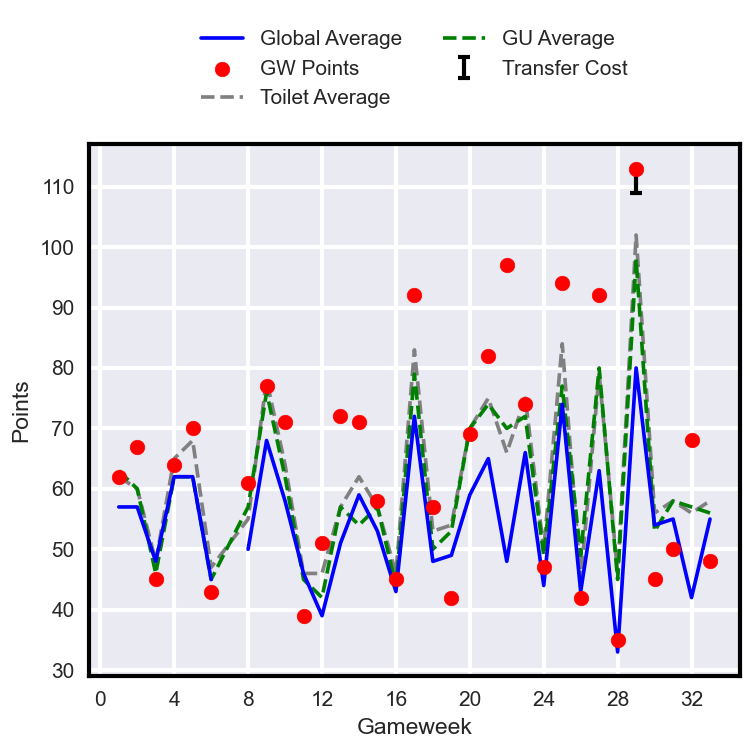 Global Average
GW Points
Toilet Average
GU Average
Transfer Cost
110
100
90
80
70
60
50
40
30
Points
0 4 8 12 16 20 24 28 32
Gameweek